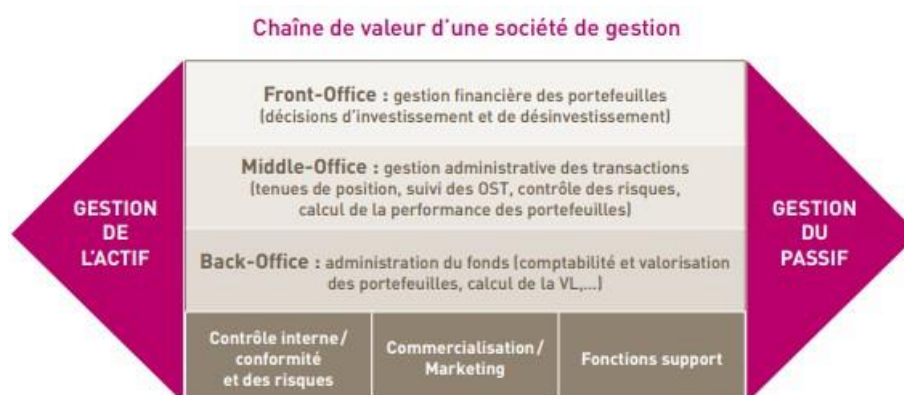 Chaîne de valeur d'une société de gestion
Front-Office : gestion financière des portefeuilles
(décisions d'investissement et de désinvestissement)
Middle-Office : gestion administrative des transactions
(tenues de position, suivi des OST, contrôle des risques,
calcul de la performance des portefeuilles)
GESTION
DE
L'ACTIF
GESTION
DU
PASSIF
Back-Office : administration du fonds (comptabilité et valorisation
des portefeuilles, calcul de la VL,...)
Contrôle interne/
conformité
et des risques
Commercialisation/
Marketing
Fonctions support